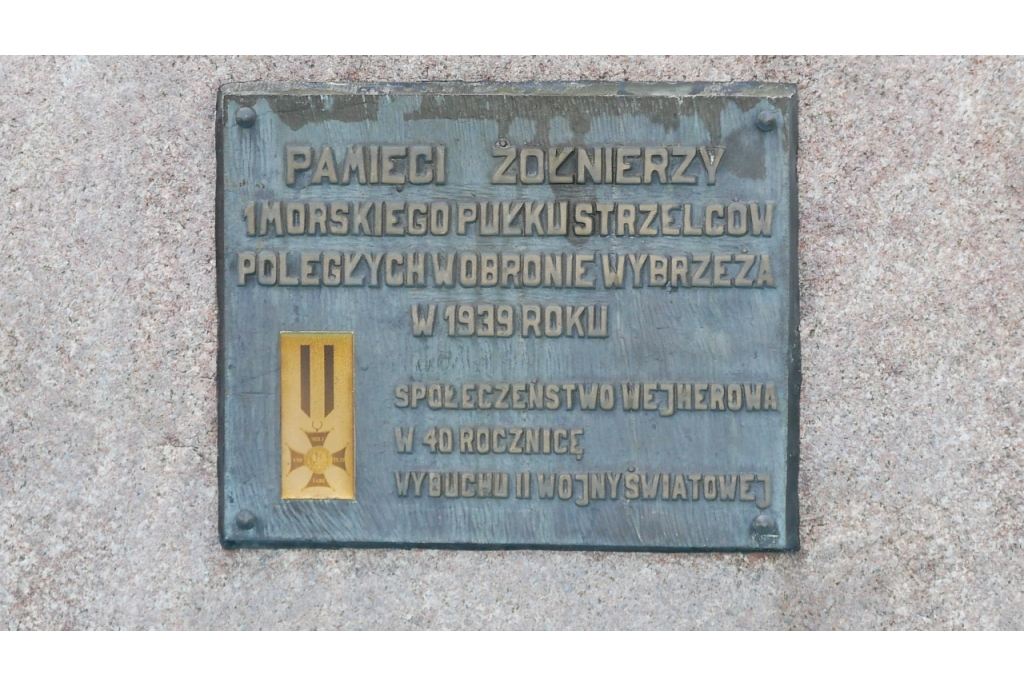 PAMIĘCI ŻOŁNIERZY
1 MORSKIEGO PUŁKU STRZELCÓW
POLEGŁYCH W OBRONIE WYBRZEŻA
W 1939 ROKU
SPOŁECZEŃSTWO WEJHEROWA
W 40 ROCZNICĘ
WYBUCHU II WOJNY ŚWIATOWEJ